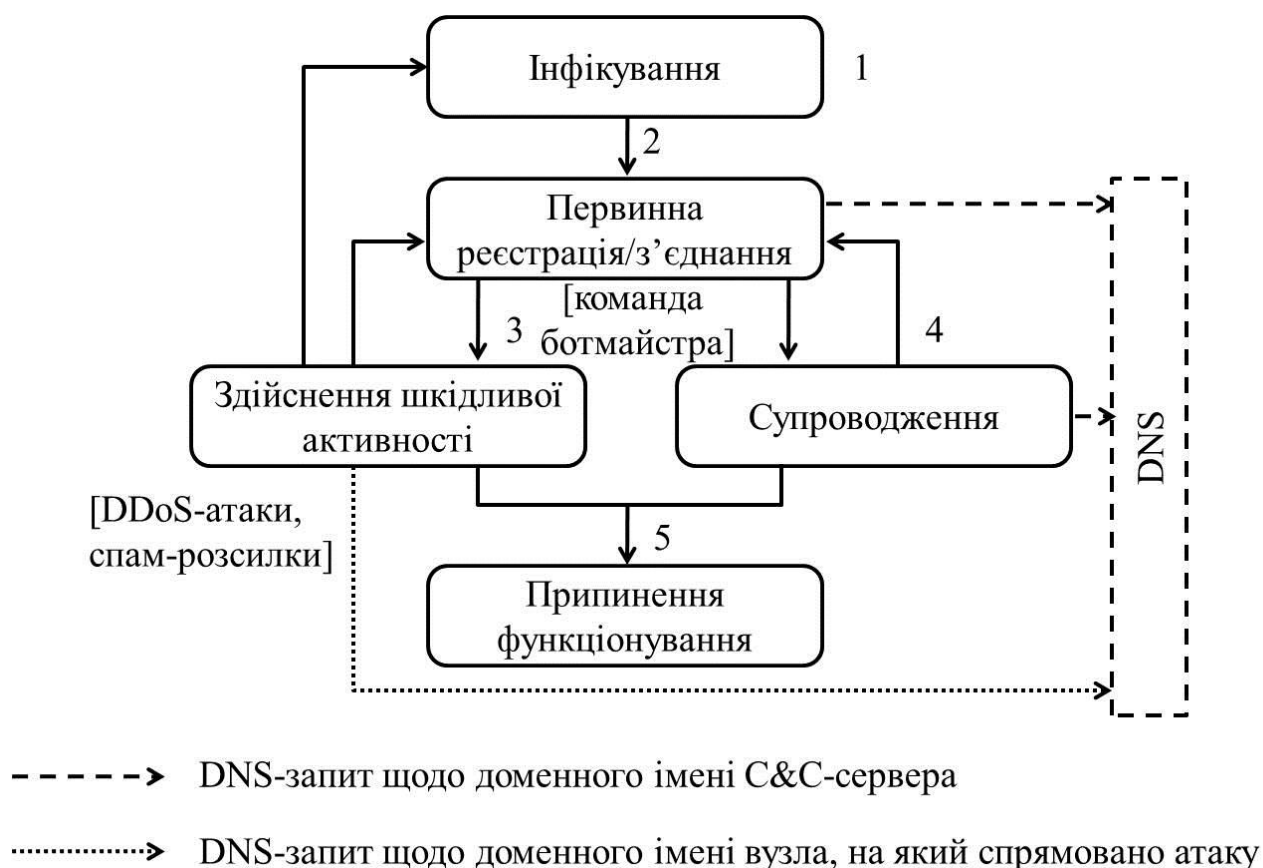 Інфікування
1
2
Первинна
реєстрація/з’єднання
[команда
ботмайстра]
3
4
Здійснення шкідливої
активності
Супроводження
DNS
[DDoS-атаки,
спам-розсилки]
5
Припинення
функціонування
DNS-запит щодо доменного імені C&C-сервера
DNS-запит щодо доменного імені вузла, на який спрямовано атаку